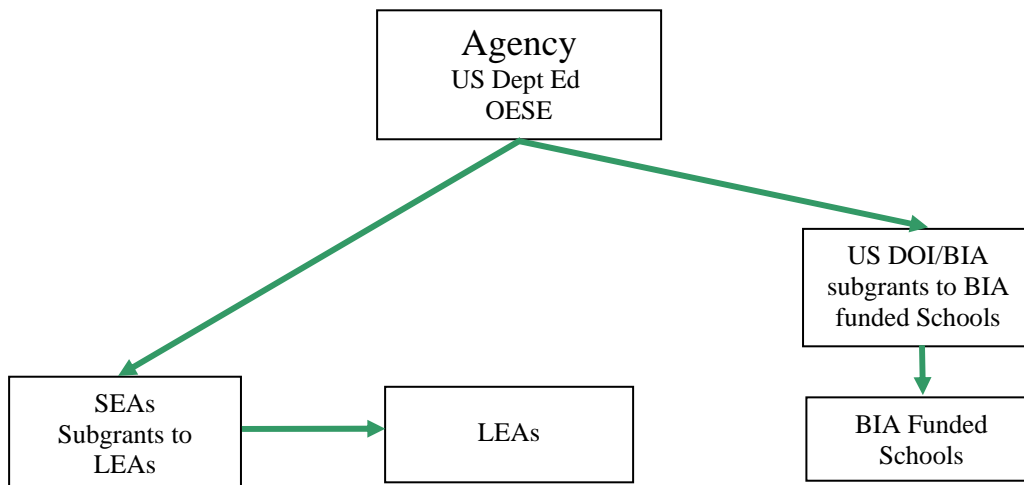 Agency
US Dept Ed
OESE
US DOI/BIA
subgrants to BIA
funded Schools
SEAs
Subgrants to
LEAs
LEAs
BIA Funded
Schools